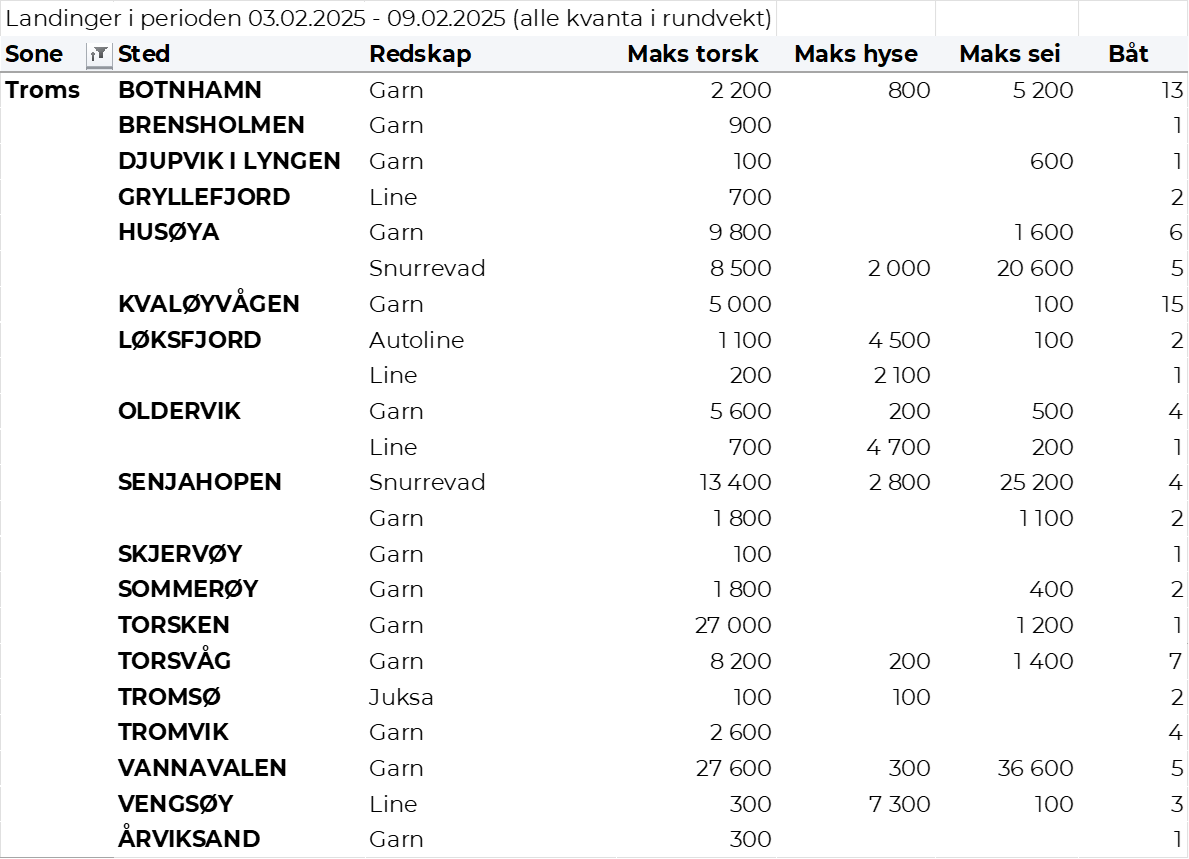 Landinger i perioden 03.02.2025 - 09.02.2025 (alle kvanta i rundvekt)
Sone Sted Redskap Maks torsk Maks hyse Maks sei Båt
Troms BOTNHAMN Garn 2 200 800 5 200 13
BRENSHOLMEN Garn 900 1
DJUPVIK I LYNGEN Garn 100 600 1
GRYLLEFJORD Line 700 2
HUSØYA Garn 9 800 1 600 6
Snurrevad 8 500 2 000 20 600 5
KVALØYVÅGEN Garn 5 000 100 15
LØKSFJORD Autoline 1 100 4 500 100 2
Line 200 2 100 1
OLDERVIK Garn 5 600 200 500 4
Line 700 4 700 200 1
SENJAHOPEN Snurrevad 13 400 2 800 25 200 4
Garn 1 800 1 100 2
SKJERVØY Garn 100 1
SOMMERØY Garn 1 800 400 2
TORSKEN Garn 27 000 1 200 1
TORSVÅG Garn 8 200 200 1 400 7
TROMSØ Juksa 100 100 2
TROMVIK Garn 2 600 4
VANNAVALEN Garn 27 600 300 36 600 5
VENGSØY Line 300 7 300 100 3
ÅRVIKSAND Garn 300 1